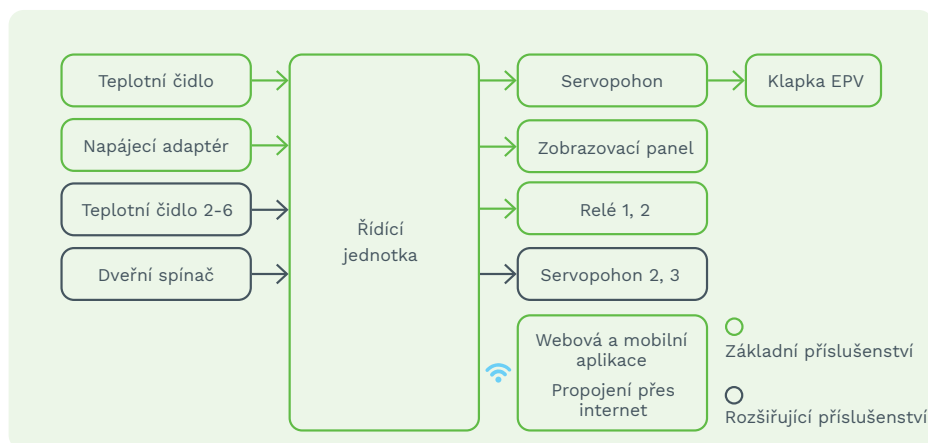 Teplotní čidlo
Napájecí adaptér
Teplotní čidlo 2-6
Dveřní spínač
Řídící
jednotka
Servopohon
Klapka EPV
Zobrazovací panel
Relé 1, 2
Servopohon 2, 3
Webová a mobilní
aplikace
Propojení přes
internet
Základní příslušenství
Rozšiřující příslušenství